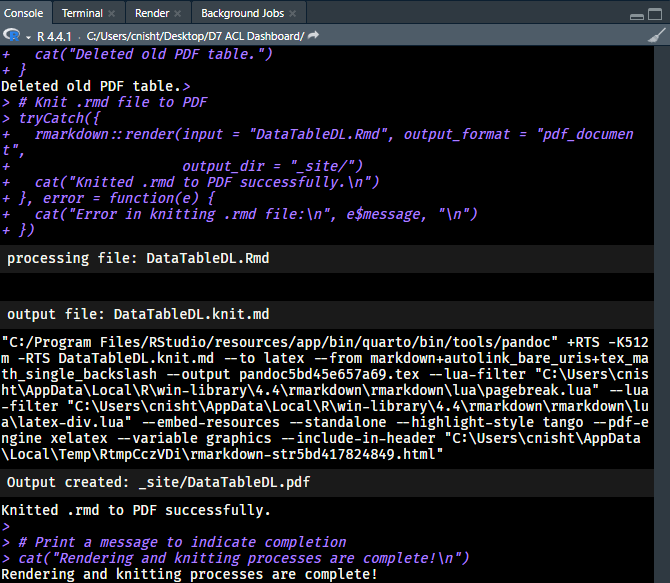 Console Terminal × Render × Background Jobs ×
R 4.4.1 · C:/Users/cnisht/Desktop/D7 ACL Dashboard/
+   cat("Deleted old PDF table.")
+ }
Deleted old PDF table.>
> # Knit .rmd file to PDF
> tryCatch({
+   rmarkdown::render(input = "DataTableDL.Rmd", output_format = "pdf_documen
t",
+                     output_dir = "_site/")
+   cat("Knitted .rmd to PDF successfully.\n")
+ }, error = function(e) {
+   cat("Error in knitting .rmd file:\n", e$message, "\n")
+ })
processing file: DataTableDL.Rmd
output file: DataTableDL.knit.md
"C:/Program Files/RStudio/resources/app/bin/quarto/bin/tools/pandoc" +RTS -K512
m -RTS DataTableDL.knit.md --to latex --from markdown+autolink_bare_uris+tex_ma
th_single_backslash --output pandoc5bd45e657a69.tex --lua-filter "C:\Users\cnis
ht\AppData\Local\R\win-library\4.4\rmarkdown\rmarkdown\lua\pagebreak.lua" --lua
-filter "C:\Users\cnisht\AppData\Local\R\win-library\4.4\rmarkdown\rmarkdown\lu
a\latex-div.lua" --embed-resources --standalone --highlight-style tango --pdf-e
ngine xelatex --variable graphics --include-in-header "C:\Users\cnisht\AppData
\Local\Temp\RtmpCczVDi\rmarkdown-str5bd417824849.html"
Output created: _site/DataTableDL.pdf
Knitted .rmd to PDF successfully.
>
> # Print a message to indicate completion
> cat("Rendering and knitting processes are complete!\n")
Rendering and knitting processes are complete!